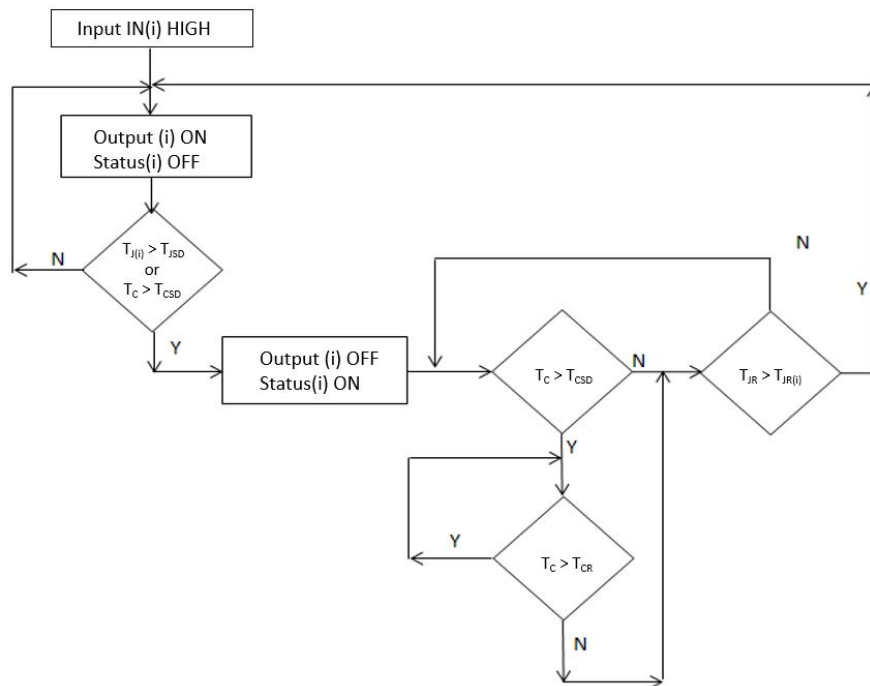 Input IN(i) HIGH
Output (i) ON
Status(i) OFF
TJ(i) > TJSD
or
TC > TCSD
N
Y
Output (i) OFF
Status(i) ON
TC > TCSD
N
Y
TC > TCR
Y
N
TJR > TJR(i)
N
Y